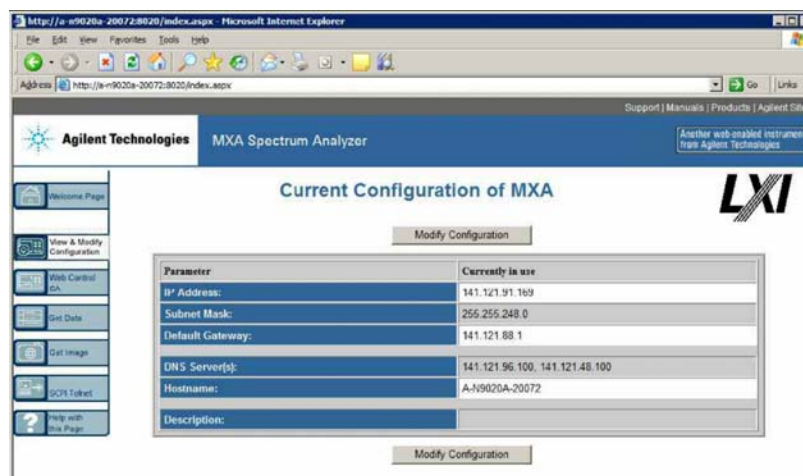 http://a-n9020a-20072:8020/index.aspx - Microsoft Internet Explorer
File Edit View Favorites Tools Help
Address http://a-n9020a-20072:8020/index.aspx Go Links
Support | Manuals | Products | Agilent Sit
Agilent Technologies MXA Spectrum Analyzer
Another web-enabled instrumen
from Agilent Technologies
Welcome Page
Current Configuration of MXA
LXI
Modify Configuration
View & Modify
Configuration
Web Control
SA
Get Data
Get Image
SCPI Telnet
Help with
this Page
Parameter Currently in use
IP Address: 141.121.91.169
Subnet Mask: 255.255.248.0
Default Gateway: 141.121.88.1
DNS Server(s): 141.121.96.100, 141.121.48.100
Hostname: A-N9020A-20072
Description:
Modify Configuration